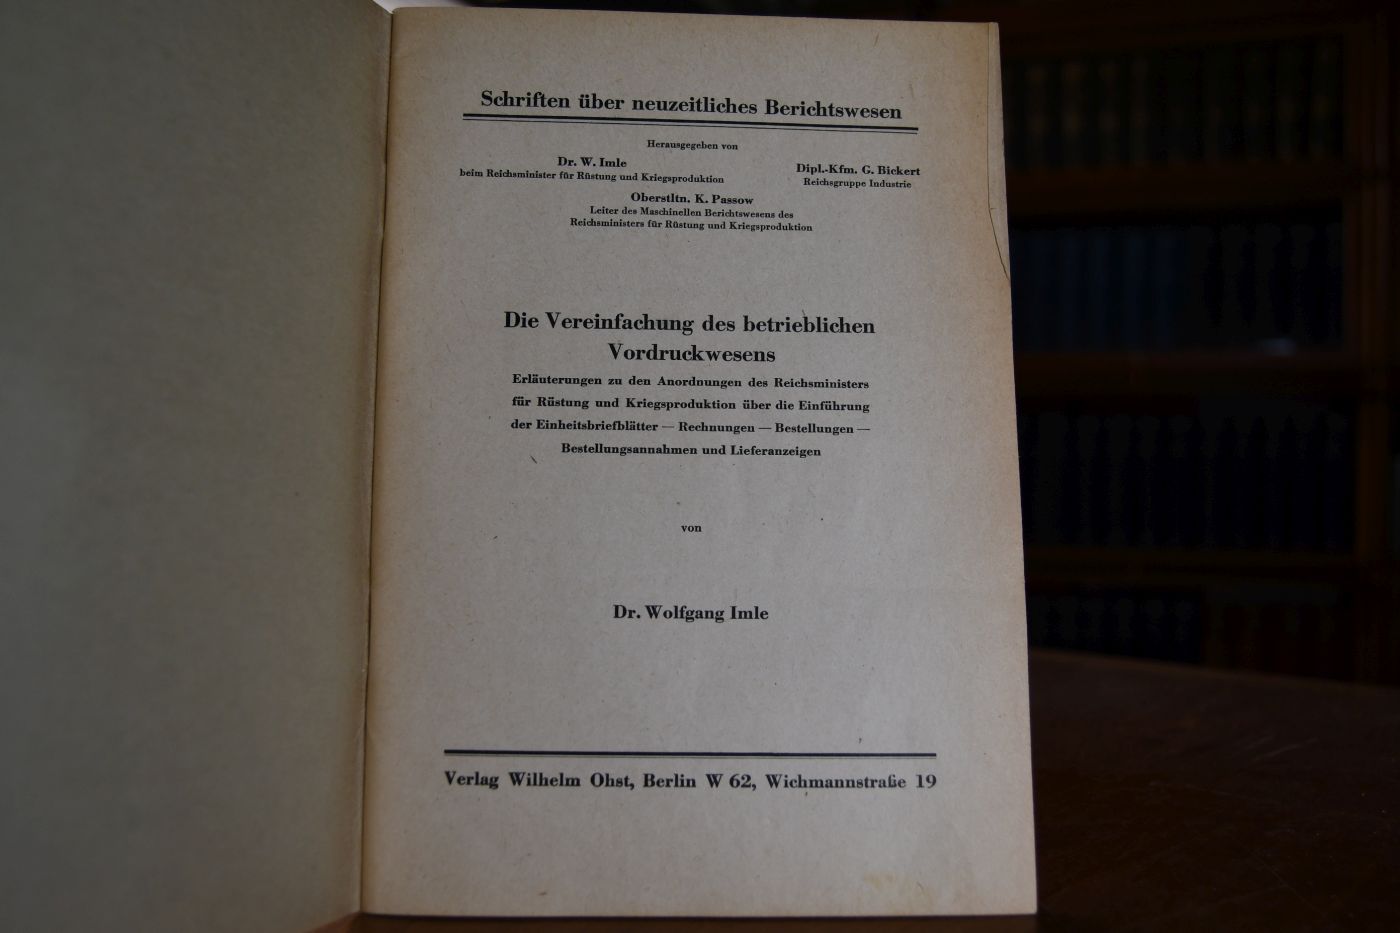 Schriften über neuzeitliches Berichtswesen
Herausgegeben von
Dr. W. Imle
beim Reichsminister für Rüstung und Kriegsproduktion
Dipl.-Kfm. G. Bickert
Reichsgruppe Industrie
Oberstltn. K. Passow
Leiter des Maschinellen Berichtswesens des
Reichsministers für Rüstung und Kriegsproduktion
Die Vereinfachung des betrieblichen
Vordruckwesens
Erläuterungen zu den Anordnungen des Reichsministers
für Rüstung und Kriegsproduktion über die Einführung
der Einheitsbriefblätter — Rechnungen — Bestellungen —
Bestellungsannahmen und Lieferanzeigen
von
Dr. Wolfgang Imle
Verlag Wilhelm Ohst, Berlin W 62, Wichmannstraße 19